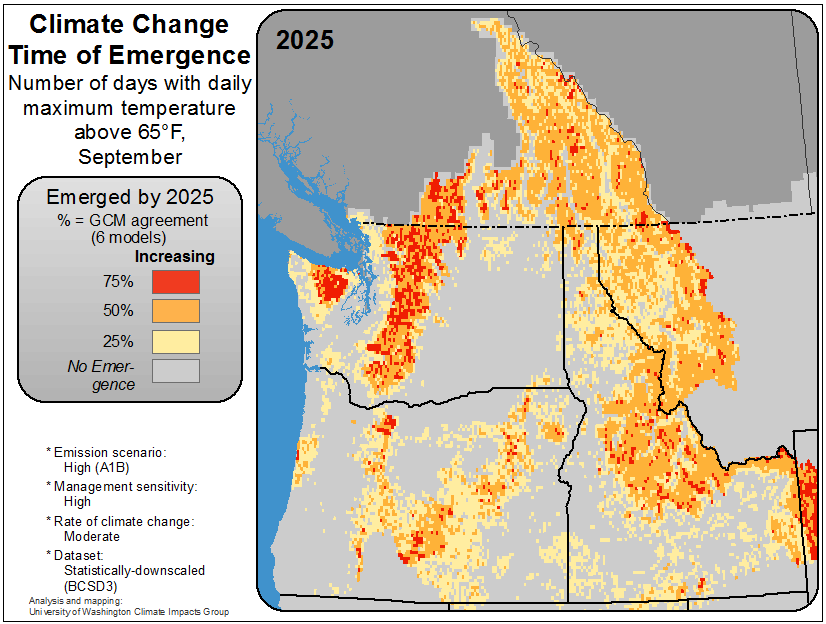 Climate Change
Time of Emergence
Number of days with daily
maximum temperature
above 65°F,
September
2025
Emerged by 2025
% = GCM agreement
(6 models)
Increasing
75%
50%
25%
No Emer-
gence
* Emission scenario:
High (A1B)
* Management sensitivity:
High
* Rate of climate change:
Moderate
* Dataset:
Statistically-downscaled
(BCSD3)
Analysis and mapping:
University of Washington Climate Impacts Group